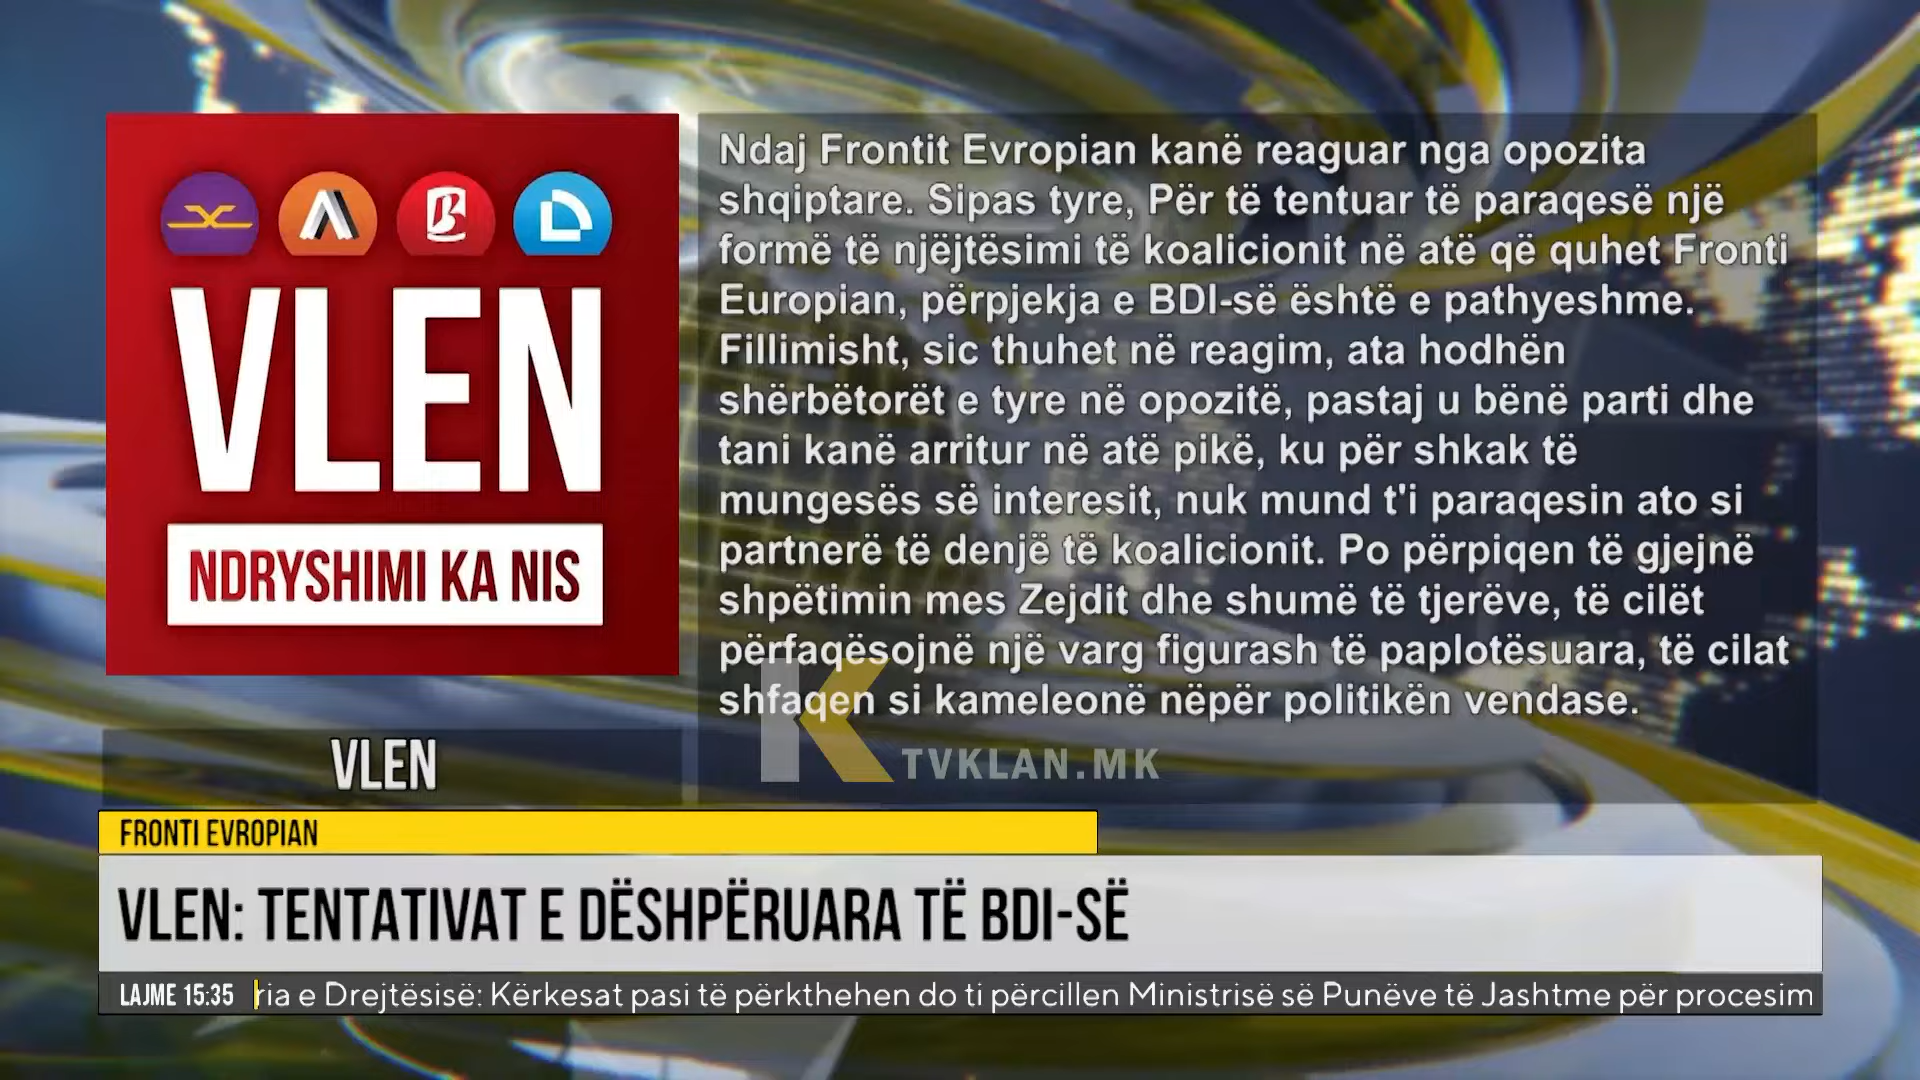 Ndaj Frontit Evropian kanë reaguar nga opozita
shqiptare. Sipas tyre, Për të tentuar të paraqesë një
formë të njëjtësimi të koalicionit në atë që quhet Fronti
Europian, përpjekja e BDI-së është e pathyeshme.
Fillimisht, sic thuhet në reagim, ata hodhën
shërbëtorët e tyre në opozitë, pastaj u bënë parti dhe
tani kanë arritur në atë pikë, ku për shkak të
mungesës së interesit, nuk mund t'i paraqesin ato si
partnerë të denjë të koalicionit. Po përpiqen të gjejnë
shpëtimin mes Zejdit dhe shumë të tjerëve, të cilët
përfaqësojnë një varg figurash të paplotësuara, të cilat
shfaqen si kameleonë nëpër politikën vendase.
VLEN
NDRYSHIMI KA NIS
VLEN
TVKLAN.MK
FRONTI EVROPIAN
VLEN: TENTATIVAT E DËSHPËRUARA TË BDI-SË
LAJME 15:35 ria e Drejtësisë: Kërkesat pasi të përkthehen do ti përcillen Ministrisë së Punëve të Jashtme për procesim